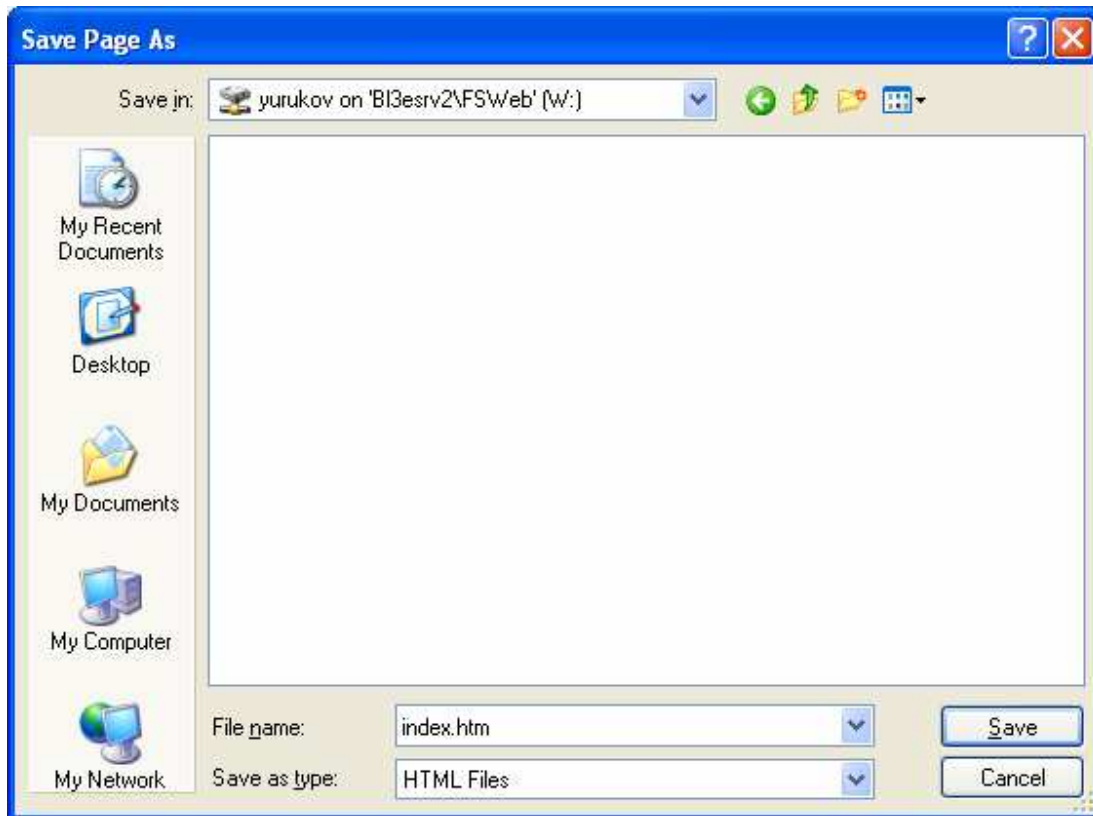 Save Page As
Save in:
yurukov on 'Bl3esrv2\FSWeb' (W:)
My Recent
Documents
Desktop
My Documents
My Computer
My Network
File name:
index.htm
Save
Save as type:
HTML Files
Cancel